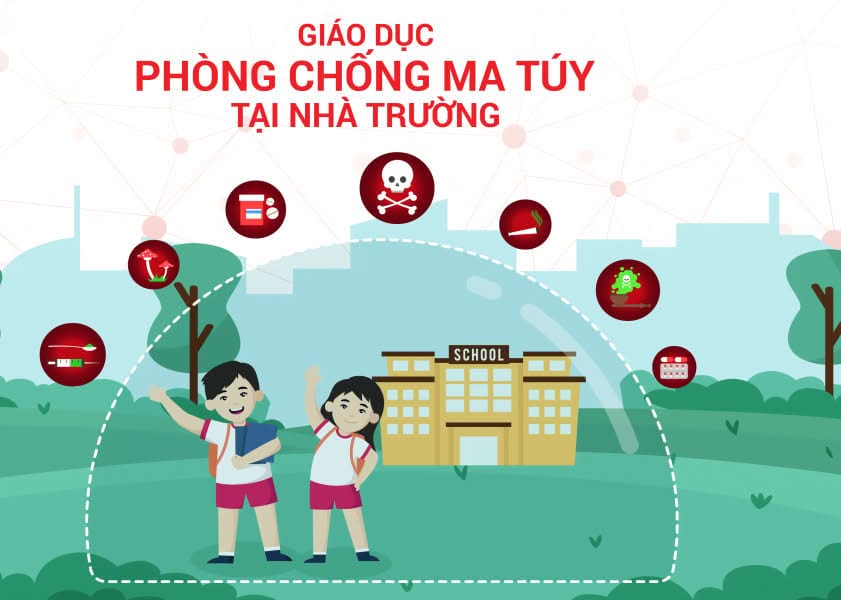 GIÁO DỤC
PHÒNG CHỐNG MA TÚY
TẠI NHÀ TRƯỜNG
SCHOOL